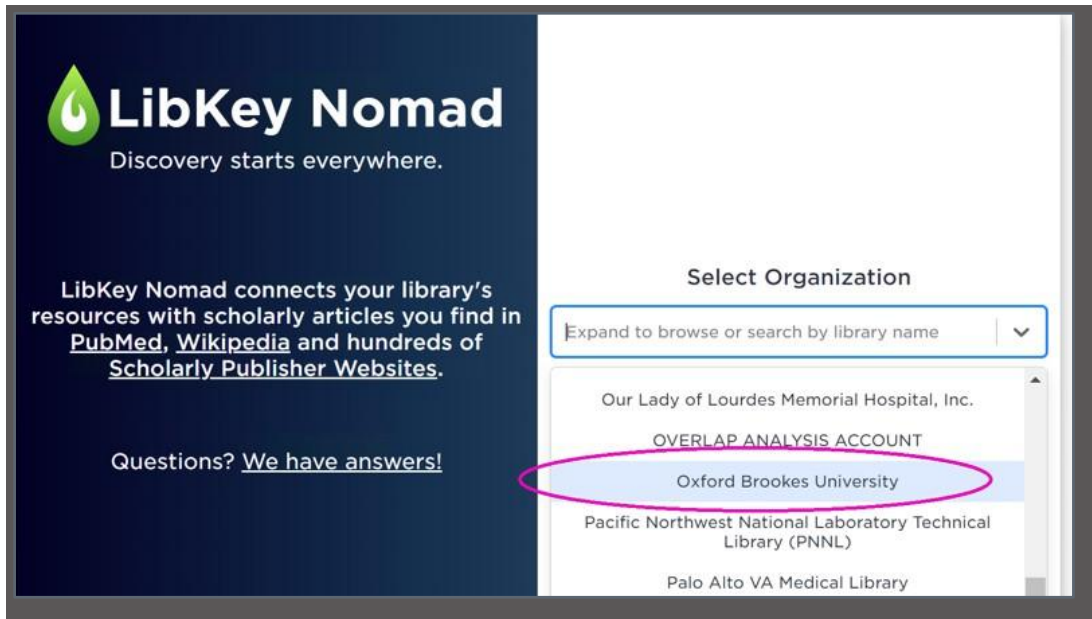 LibKey Nomad
Discovery starts everywhere.
LibKey Nomad connects your library's
resources with scholarly articles you find in
PubMed, Wikipedia and hundreds of
Scholarly Publisher Websites.
Questions? We have answers!
Select Organization
Expand to browse or search by library name
Our Lady of Lourdes Memorial Hospital, Inc.
OVERLAP ANALYSIS ACCOUNT
Oxford Brookes University
Pacific Northwest National Laboratory Technical
Library (PNNL)
Palo Alto VA Medical Library